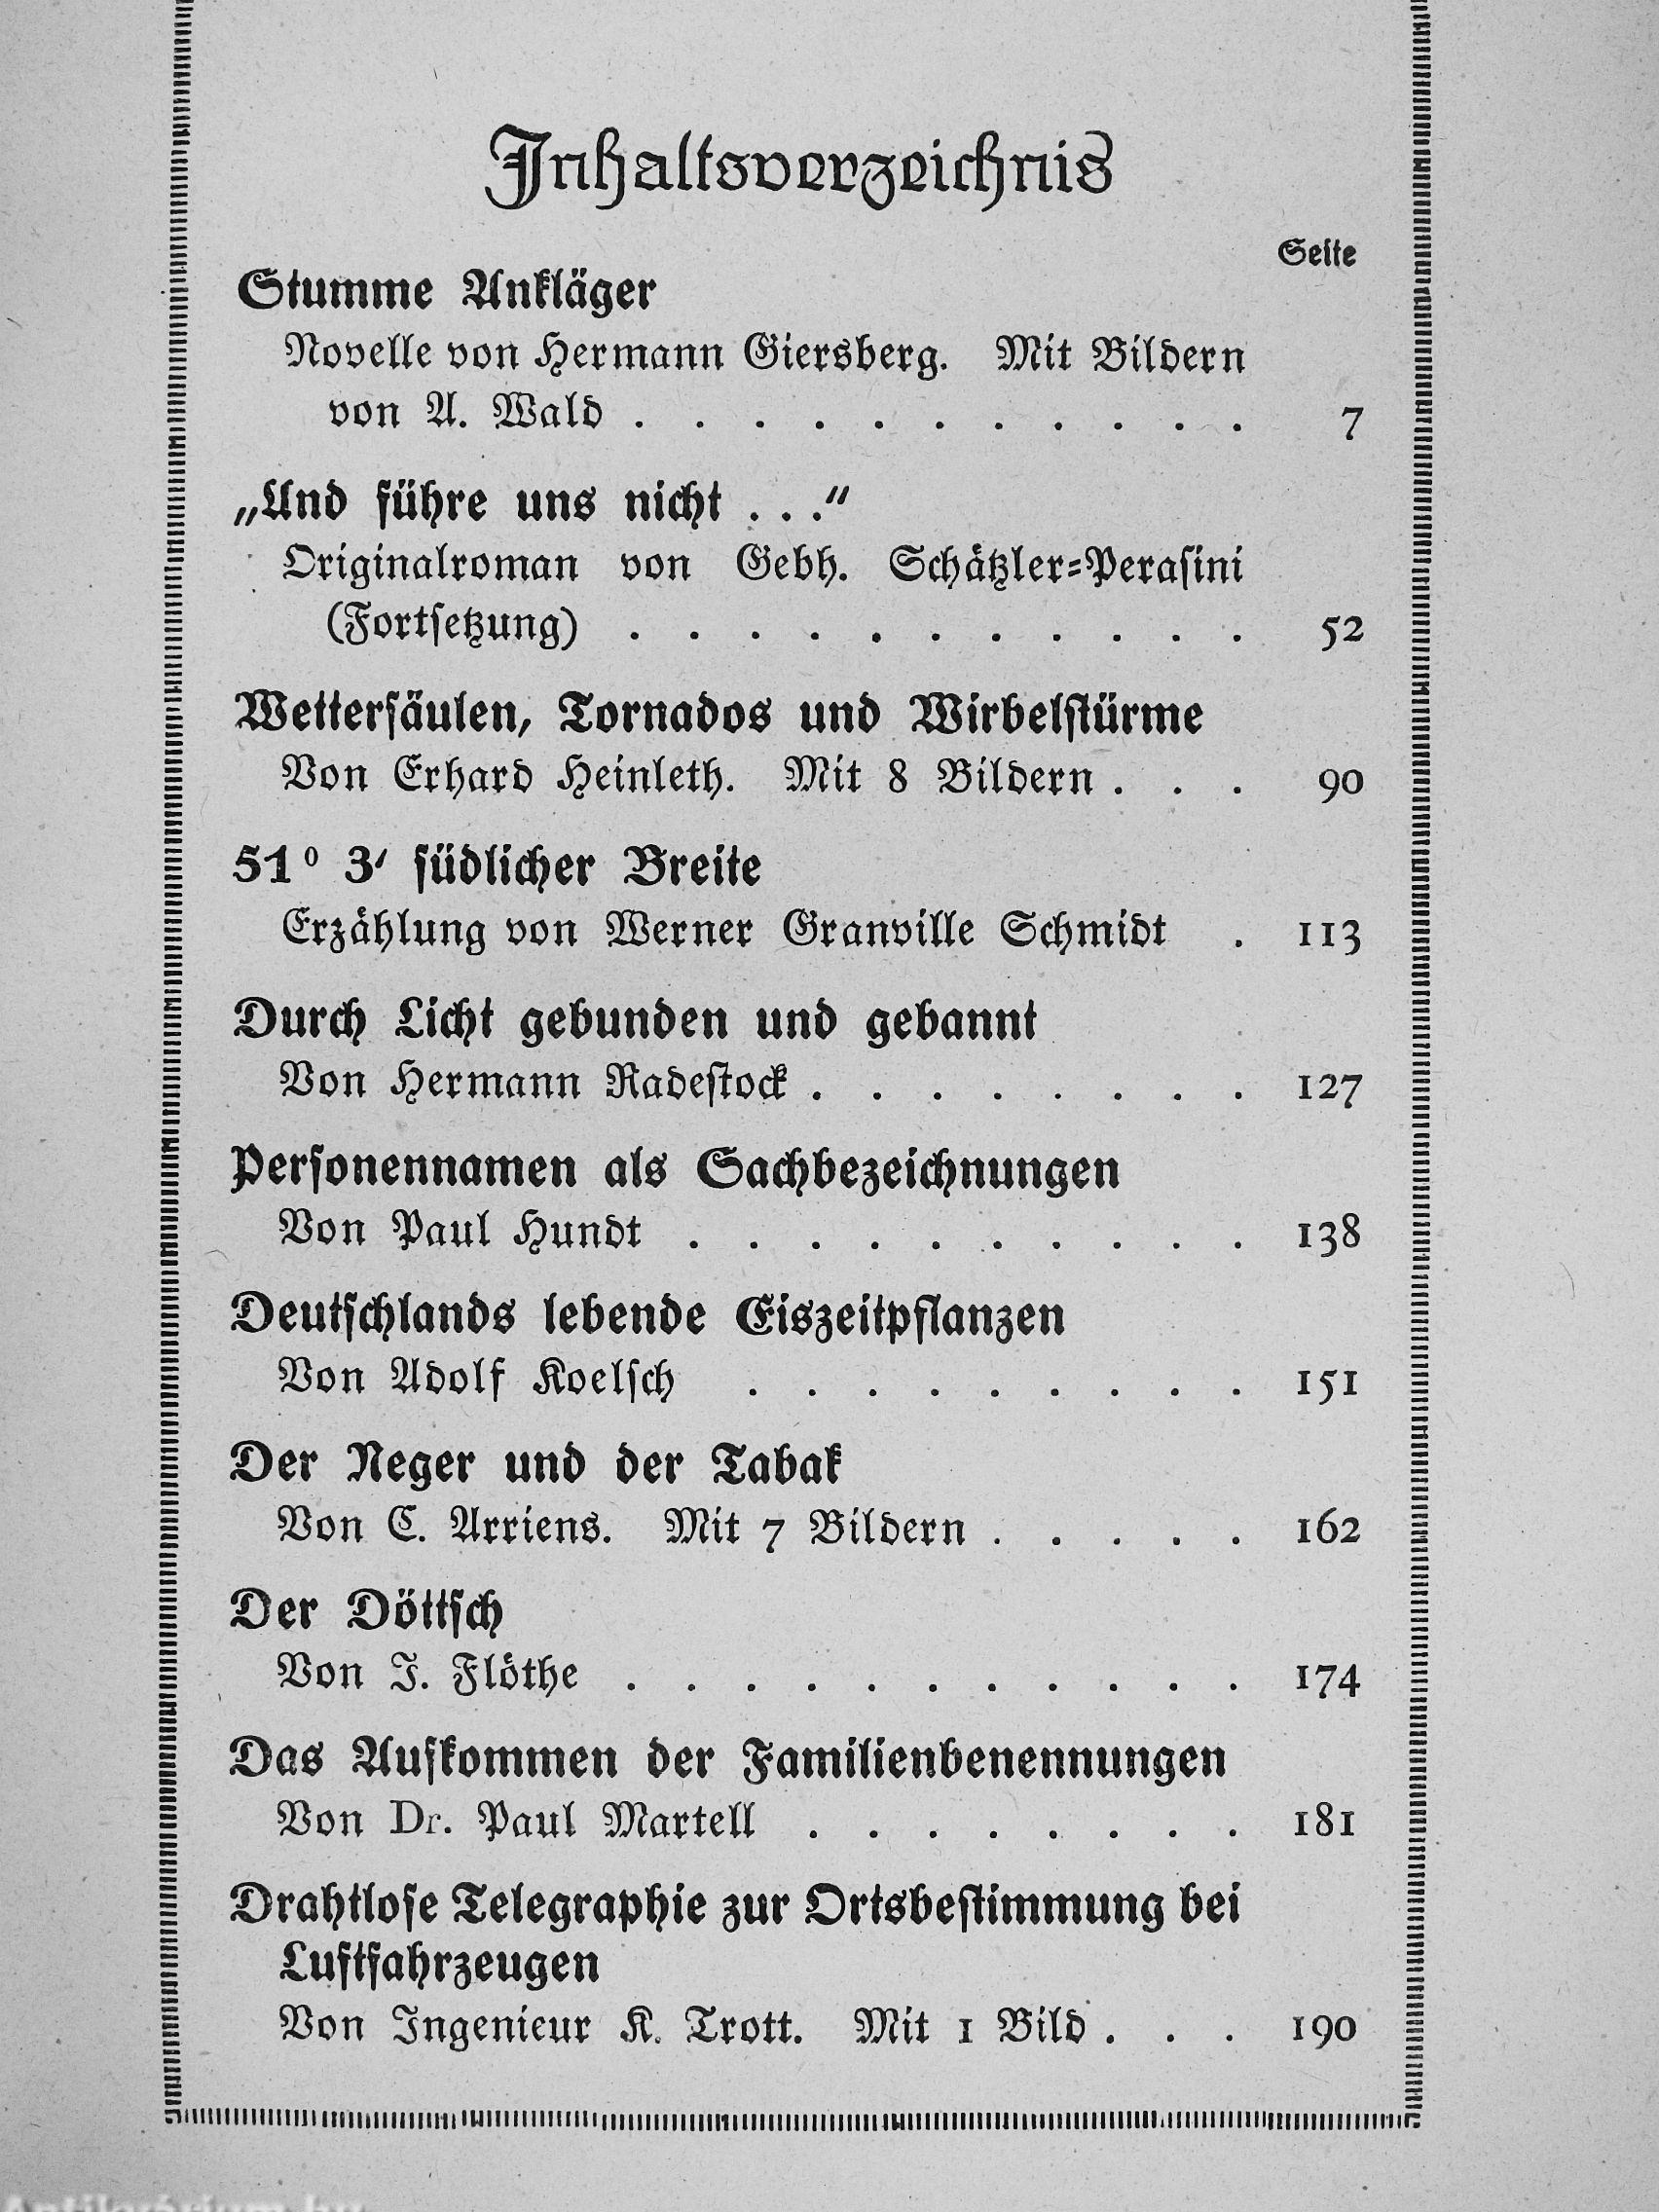 Inhaltsverzeichnis
Seite
Stumme Ankläger
Novelle von Hermann Giersberg. Mit Bildern
von A. Wald . . . . . . . . . . . 7
„Und führe uns nicht . . .“
Originalroman von Gebh. Schätzler-Perasini
(Fortsetzung) . . . . . . . . . . . 52
Wettersäulen, Tornados und Wirbelstürme
Von Erhard Heinleth. Mit 8 Bildern . . . 90
51° 3′ südlicher Breite
Erzählung von Werner Granville Schmidt . 113
Durch Licht gebunden und gebannt
Von Hermann Radestock . . . . . . . . 127
Personennamen als Sachbezeichnungen
Von Paul Hundt . . . . . . . . . . 138
Deutschlands lebende Eiszeitpflanzen
Von Adolf Koelsch . . . . . . . . . 151
Der Neger und der Tabak
Von C. Arriens. Mit 7 Bildern . . . . . 162
Der Döttsch
Von J. Flöthe . . . . . . . . . . . 174
Das Aufkommen der Familienbenennungen
Von Dr. Paul Martell . . . . . . . . 181
Drahtlose Telegraphie zur Ortsbestimmung bei
Luftfahrzeugen
Von Ingenieur K. Trott. Mit 1 Bild . . . 190